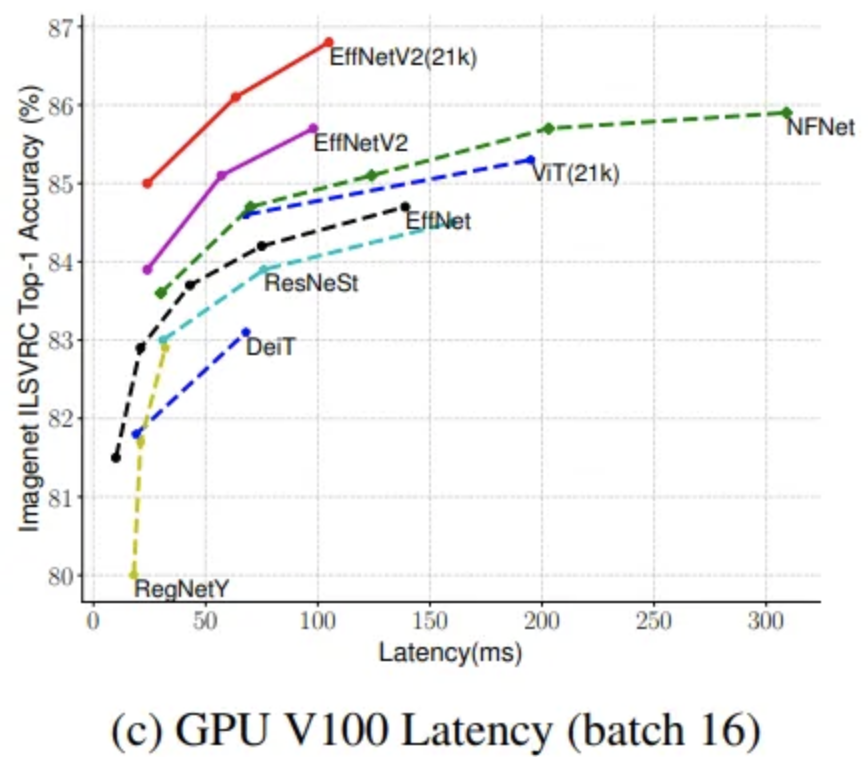 87
86
85
84
83
82
81
80
Imagenet ILSVRC Top-1 Accuracy (%)
EffNetV2(21k)
EffNetV2
NFNet
ViT(21k)
EffNet
ResNeSt
DeiT
RegNetY
0 50 100 150 200 250 300
Latency(ms)
(c) GPU V100 Latency (batch 16)